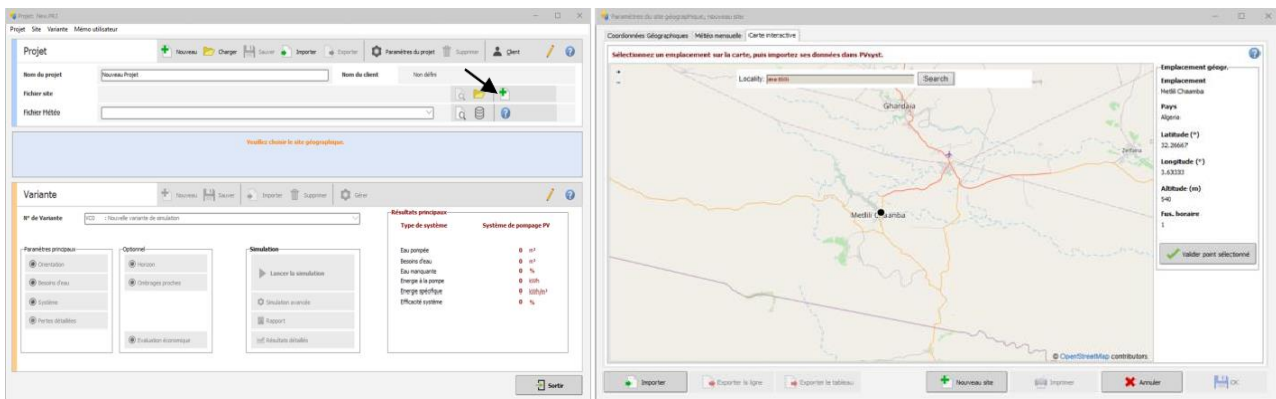 Projet: New.PRJ
Projet Site Variante Mémo utilisateur
Projet
Nouveau Charger Sauver Importer Exporter Paramètres du projet Supprimer Client
Nom du projet Nouveau Projet Nom du client Non défini
Fichier site
Fichier Météo
Veuillez choisir le site géographique.
Variante
Nouveau Sauver Importer Supprimer Gérer
N° de Variante VC0 : Nouvelle variante de simulation
Résultats principaux
Type de système Système de pompage PV
Eau pompée 0 m³
Besoins d'eau 0 m³
Eau manquante 0 %
Energie à la pompe 0 kWh
Energie spécifique 0 kWh/m³
Efficacité système 0 %
Paramètres principaux
Orientation
Besoins d'eau
Système
Pertes détaillées
Optionnel
Horizon
Ombrages proches
Evaluation économique
Simulation
Lancer la simulation
Simulation avancée
Rapport
Résultats détaillés
Sortir
Paramètres du site géographique, nouveau site
Coordonnées Géographiques Météo mensuelle Carte interactive
Sélectionnez un emplacement sur la carte, puis importez ses données dans PVsyst.
+
-
Locality: Search
Ghardaia
Zelfana
Metlili Chaamba
© OpenStreetMap contributors
Emplacement géogr.
Emplacement
Metlili Chaamba
Pays
Algeria
Latitude (°)
32.26667
Longitude (°)
3.63333
Altitude (m)
540
Fus. horaire
1
Valider point sélectionné
Importer Exporter la ligne Exporter le tableau Nouveau site Imprimer Annuler OK